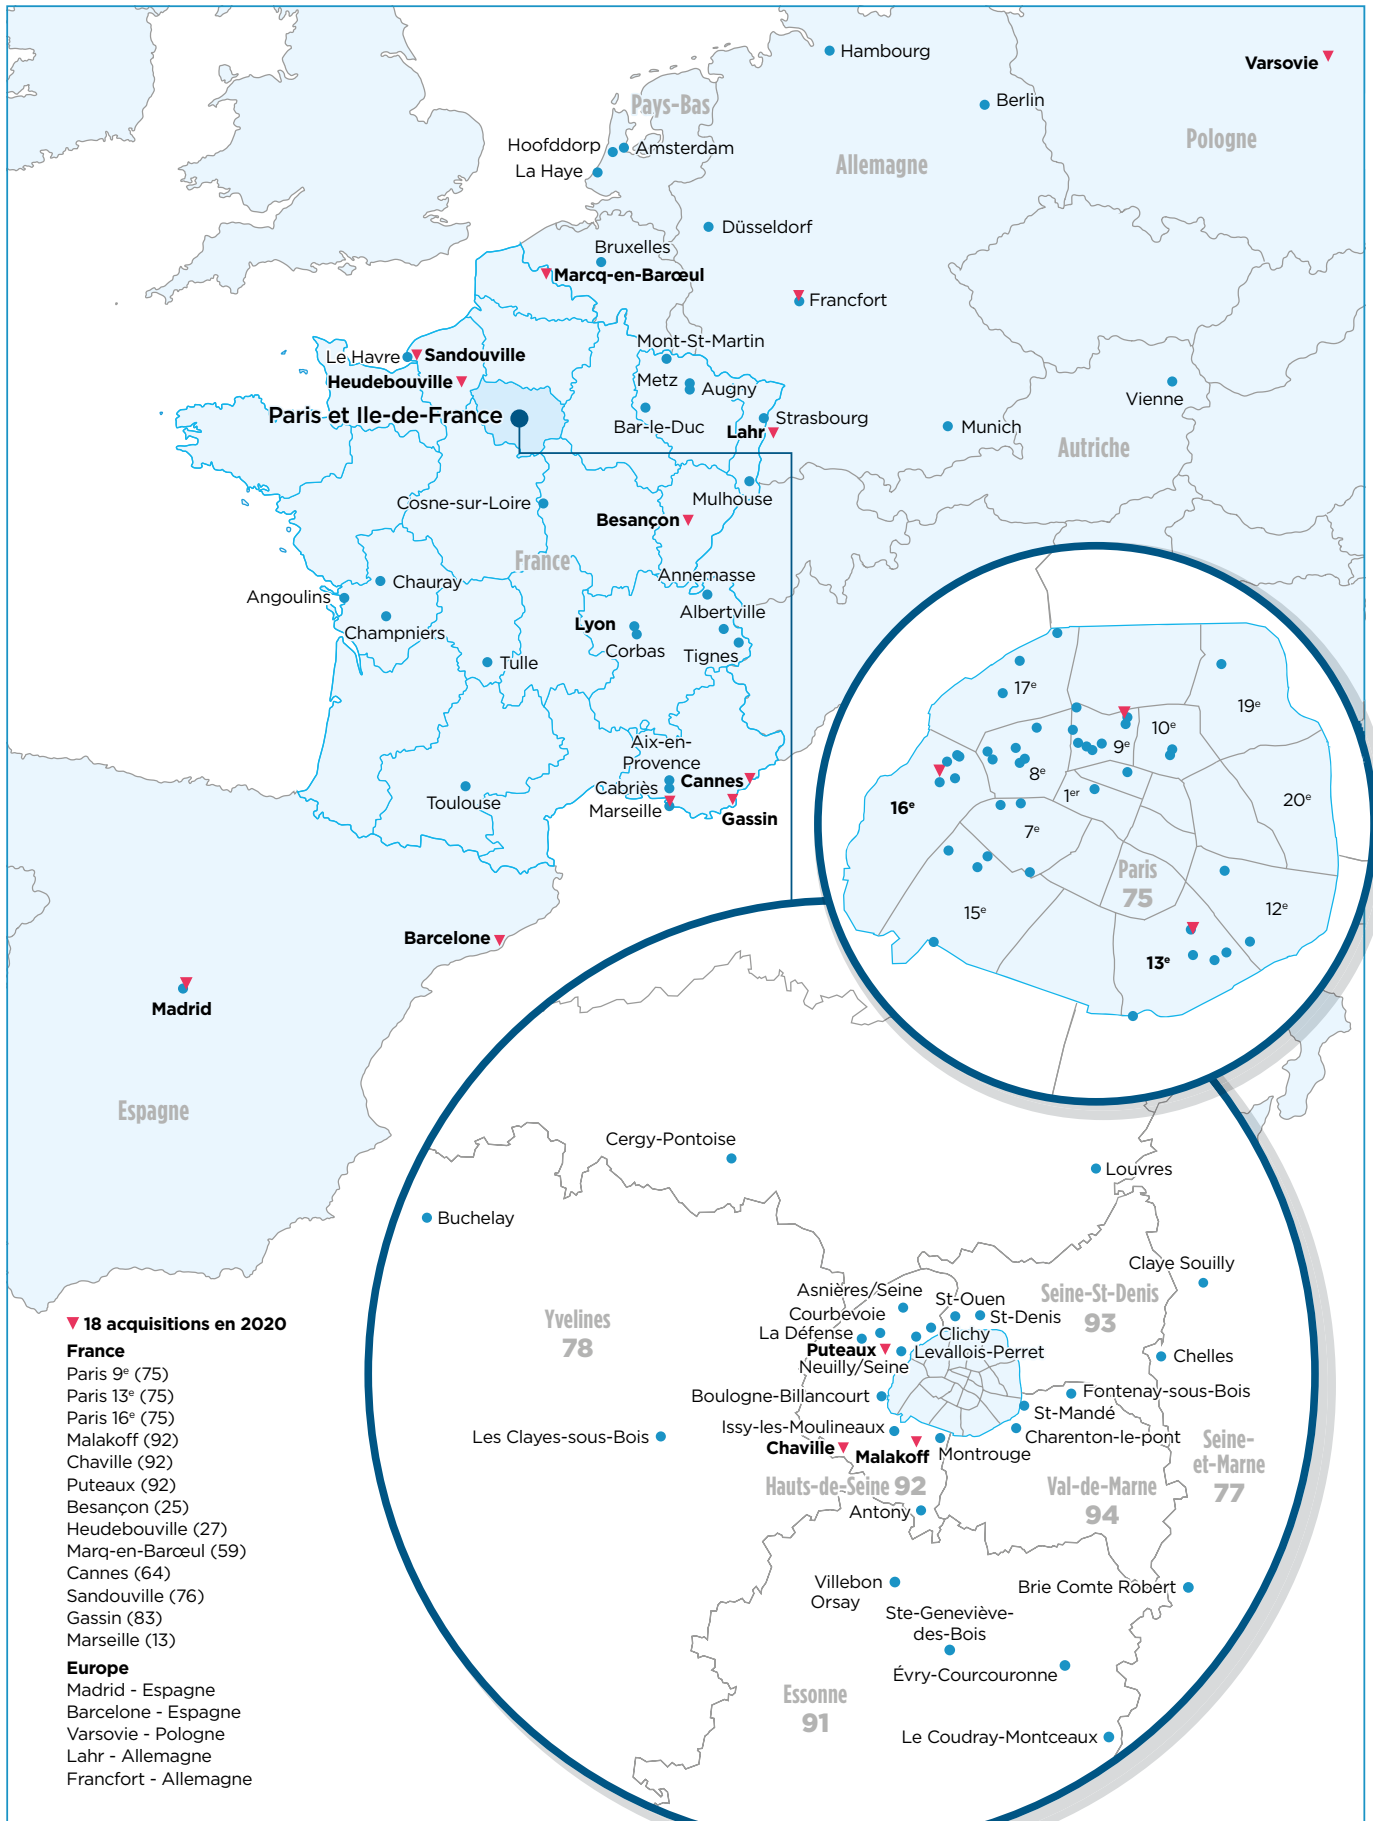 Hambourg
Varsovie
Berlin
Pays-Bas
Pologne
Hoofddorp
Amsterdam
Allemagne
La Haye
Düsseldorf
Bruxelles
Marcq-en-Barœul
Francfort
Mont-St-Martin
Le Havre
Sandouville
Metz
Heudebouville
Augny
Vienne
Paris et Ile-de-France
Strasbourg
Bar-le-Duc
Lahr
Munich
Autriche
Mulhouse
Cosne-sur-Loire
Besançon
France
Annemasse
Chauray
Angoulins
Albertville
Lyon
Champniers
Corbas
Tignes
Tulle
Aix-en-
Provence
Cannes
Cabriès
Toulouse
Marseille
Gassin
17e
19e
10e
9e
8e
1er
20e
16e
7e
Paris
75
15e
12e
13e
Barcelone
Madrid
Espagne
Cergy-Pontoise
Louvres
Buchelay
Claye Souilly
Asnières/Seine
Seine-St-Denis
93
St-Ouen
Courbevoie
St-Denis
Yvelines
78
La Défense
Clichy
Puteaux
Levallois-Perret
Chelles
Neuilly/Seine
Boulogne-Billancourt
Fontenay-sous-Bois
St-Mandé
Issy-les-Moulineaux
Les Clayes-sous-Bois
Charenton-le-pont
Chaville
Malakoff
Montrouge
Seine-
et-Marne
77
Hauts-de-Seine 92
Val-de-Marne
94
Antony
Villebon
Orsay
Brie Comte Robert
Ste-Geneviève-
des-Bois
Évry-Courcouronne
Essonne
91
Le Coudray-Montceaux
18 acquisitions en 2020
France
Paris 9e (75)
Paris 13e (75)
Paris 16e (75)
Malakoff (92)
Chaville (92)
Puteaux (92)
Besançon (25)
Heudebouville (27)
Marq-en-Barœul (59)
Cannes (64)
Sandouville (76)
Gassin (83)
Marseille (13)
Europe
Madrid - Espagne
Barcelone - Espagne
Varsovie - Pologne
Lahr - Allemagne
Francfort - Allemagne